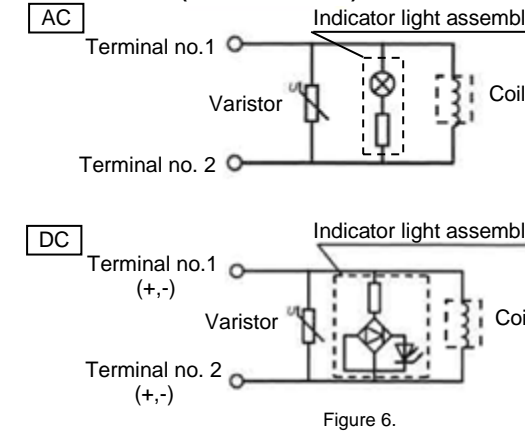 AC
Indicator light assembl
Terminal no.1
Varistor
Coil
Terminal no. 2
DC
Indicator light assembl
Terminal no.1
(+,-)
Varistor
Coi
Terminal no. 2
(+,-)
Figure 6.